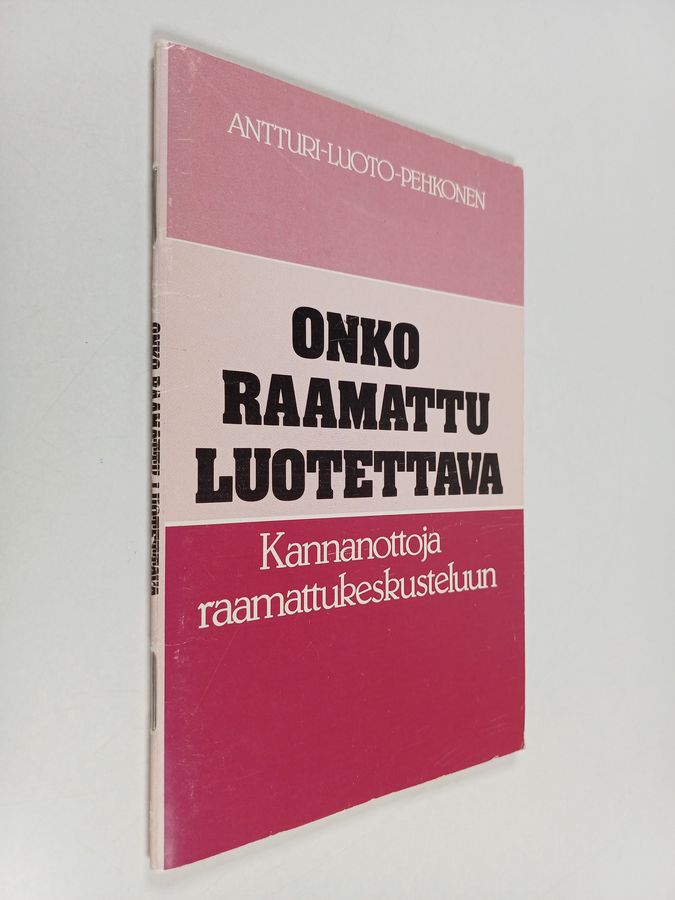 ANTTURI-LUOTO-PEHKONEN
ONKO
RAAMATTU
LUOTETTAVA
Kannanottoja
raamattukeskusteluun
ONKO RAAMATTU LUOTETTAVA